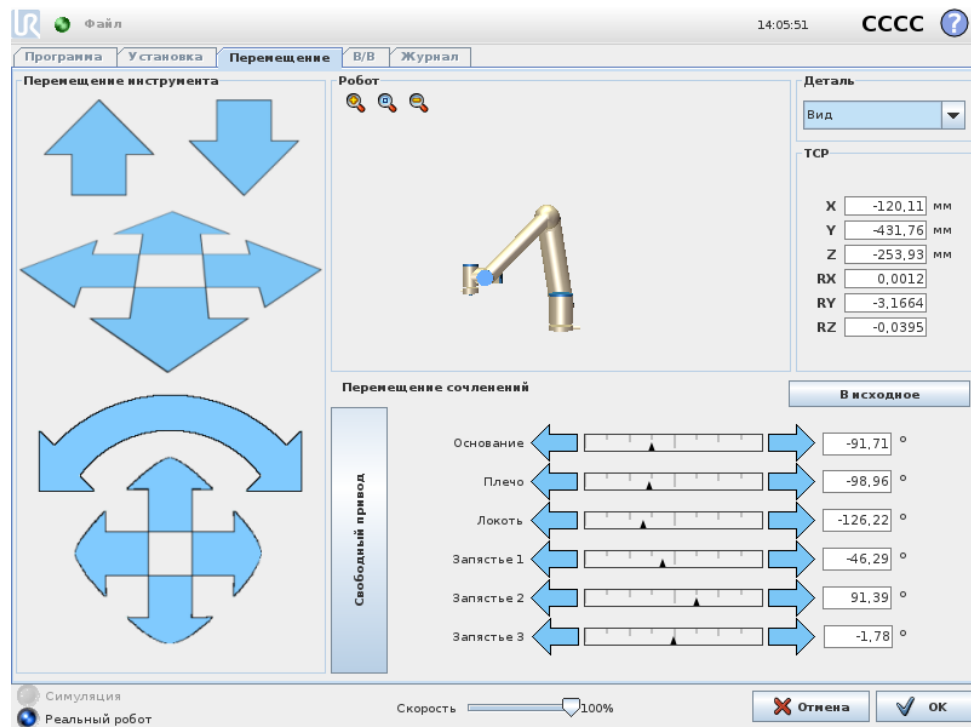 UR Файл 14:05:51 CCCC ?
Программа Установка Перемещение В/В Журнал
Перемещение инструмента
Робот
Деталь
Вид
TCP
X -120,11 мм
Y -431,76 мм
Z -253,93 мм
RX 0,0012
RY -3,1664
RZ -0,0395
Перемещение сочленений
В исходное
Свободный привод
Основание -91,71 °
Плечо -98,96 °
Локоть -126,22 °
Запястье 1 -46,29 °
Запястье 2 91,39 °
Запястье 3 -1,78 °
Симуляция
Реальный робот
Скорость 100%
Отмена
ОК